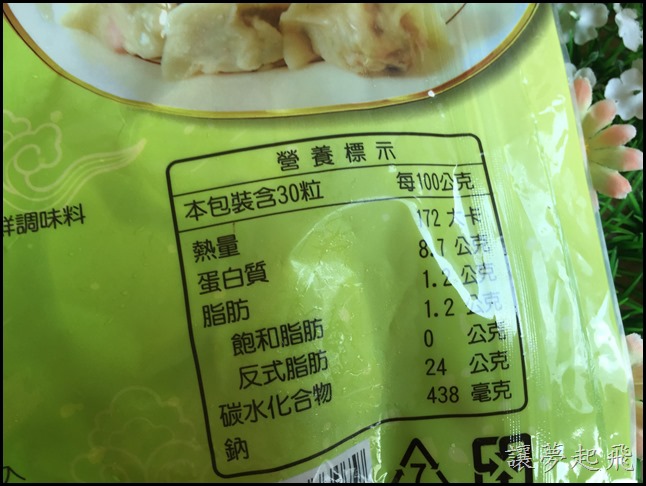 營養標示
本包裝含30粒 每100公克
熱量 172 大卡
蛋白質 8.7 公克
脂肪 1.2 公克
飽和脂肪 1.2 公克
反式脂肪 0 公克
碳水化合物 24 公克
鈉 438 毫克
鮮調味料
7
讓夢起飛